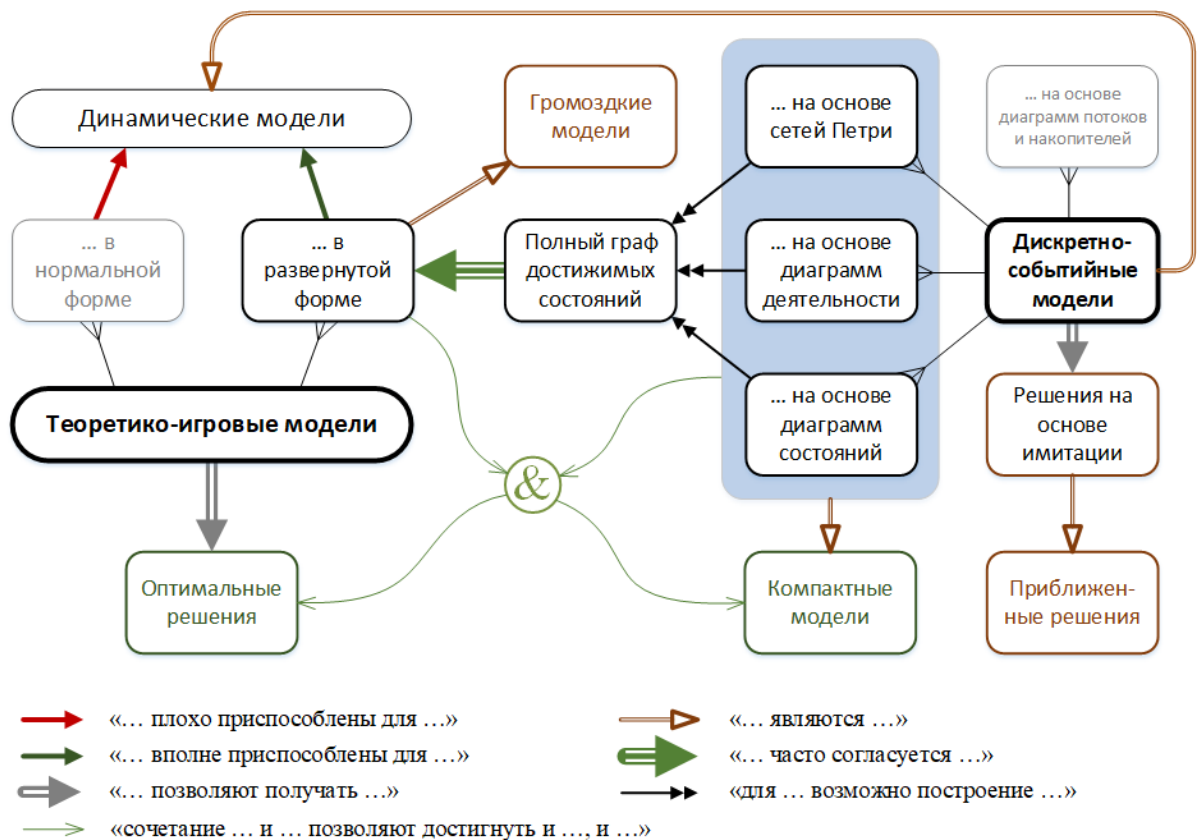 Динамические модели
Громоздкие
модели
... на основе
сетей Петри
... на основе
диаграмм потоков
и накопителей
... в
нормальной
форме
... в
развернутой
форме
Полный граф
достижимых
состояний
... на основе
диаграмм
деятельности
Дискретно-
событийные
модели
Теоретико-игровые модели
... на основе
диаграмм
состояний
Решения на
основе
имитации
&
Оптимальные
решения
Компактные
модели
Приближен-
ные решения
«… плохо приспособлены для …»
«… являются …»
«… вполне приспособлены для …»
«… часто согласуется …»
«… позволяют получать …»
«для … возможно построение …»
«сочетание … и … позволяют достигнуть и …, и …»